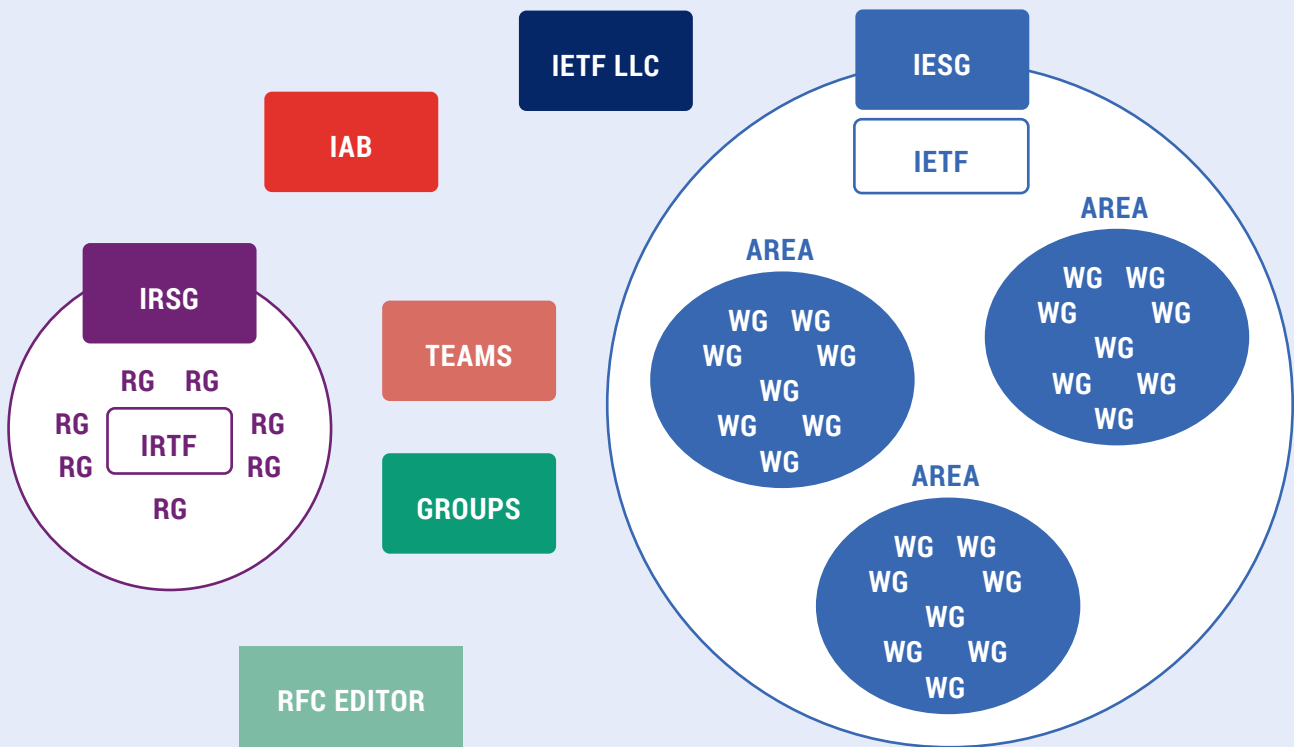 IETF LLC
IESG
IAB
IETF
IRSG
RG RG
RG RG
IRTF
RG RG
RG
TEAMS
GROUPS
RFC EDITOR
AREA
WG WG
WG WG
WG
WG WG
WG
AREA
WG WG
WG WG
WG
WG WG
WG
AREA
WG WG
WG WG
WG
WG WG
WG